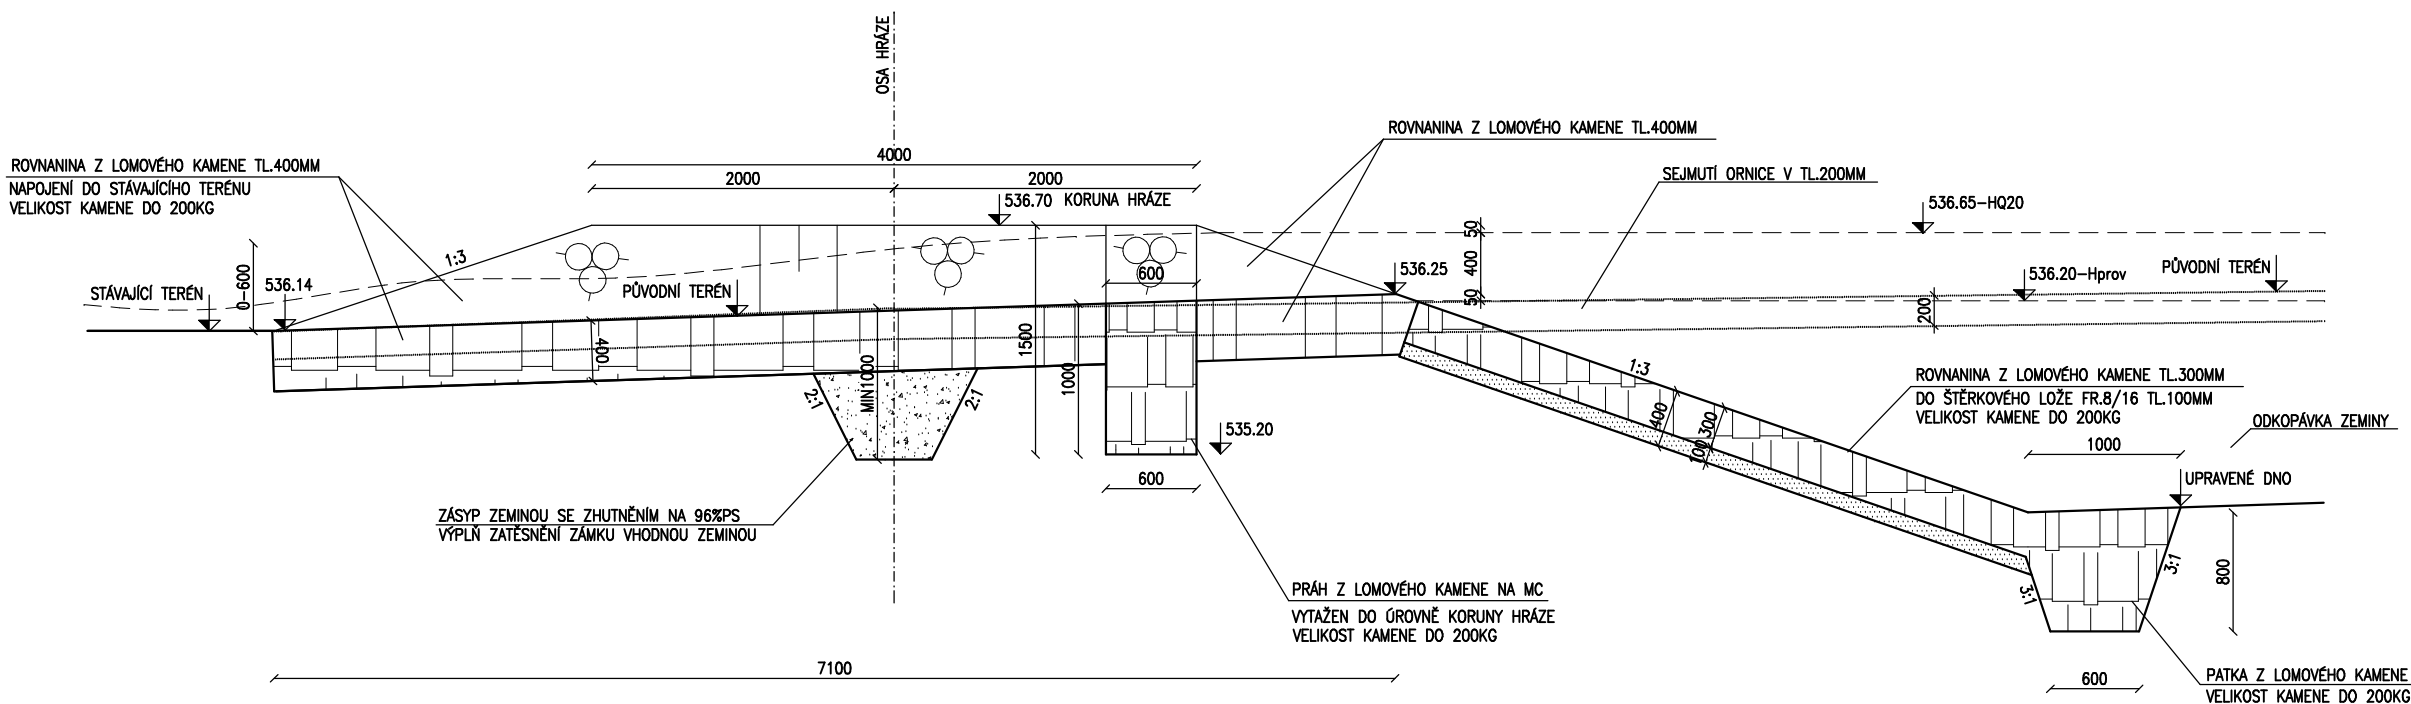 OSA HRÁZE
ROVNANINA Z LOMOVÉHO KAMENE TL.400MM
4000
ROVNANINA Z LOMOVÉHO KAMENE TL.400MM
NAPOJENÍ DO STÁVAJÍCÍHO TERÉNU
VELIKOST KAMENE DO 200KG
2000
2000
SEJMUTÍ ORNICE V TL.200MM
536.70 KORUNA HRÁZE
536.65-HQ20
50
400
50
1:3
0-600
536.14
STÁVAJÍCÍ TERÉN
PŮVODNÍ TERÉN
600
536.25
536.20-Hprov
PŮVODNÍ TERÉN
200
400
MIN1000
1500
1000
2:1
2:1
1:3
ROVNANINA Z LOMOVÉHO KAMENE TL.300MM
DO ŠTĚRKOVÉHO LOŽE FR.8/16 TL.100MM
VELIKOST KAMENE DO 200KG
400
300
100
535.20
ODKOPÁVKA ZEMINY
1000
600
UPRAVENÉ DNO
ZÁSYP ZEMINOU SE ZHUTNĚNÍM NA 96%PS
VÝPLŇ ZATĚSNĚNÍ ZÁMKU VHODNOU ZEMINOU
3:1
3:1
800
PRÁH Z LOMOVÉHO KAMENE NA MC
VYTAŽEN DO ÚROVNĚ KORUNY HRÁZE
VELIKOST KAMENE DO 200KG
7100
600
PATKA Z LOMOVÉHO KAMENE
VELIKOST KAMENE DO 200KG